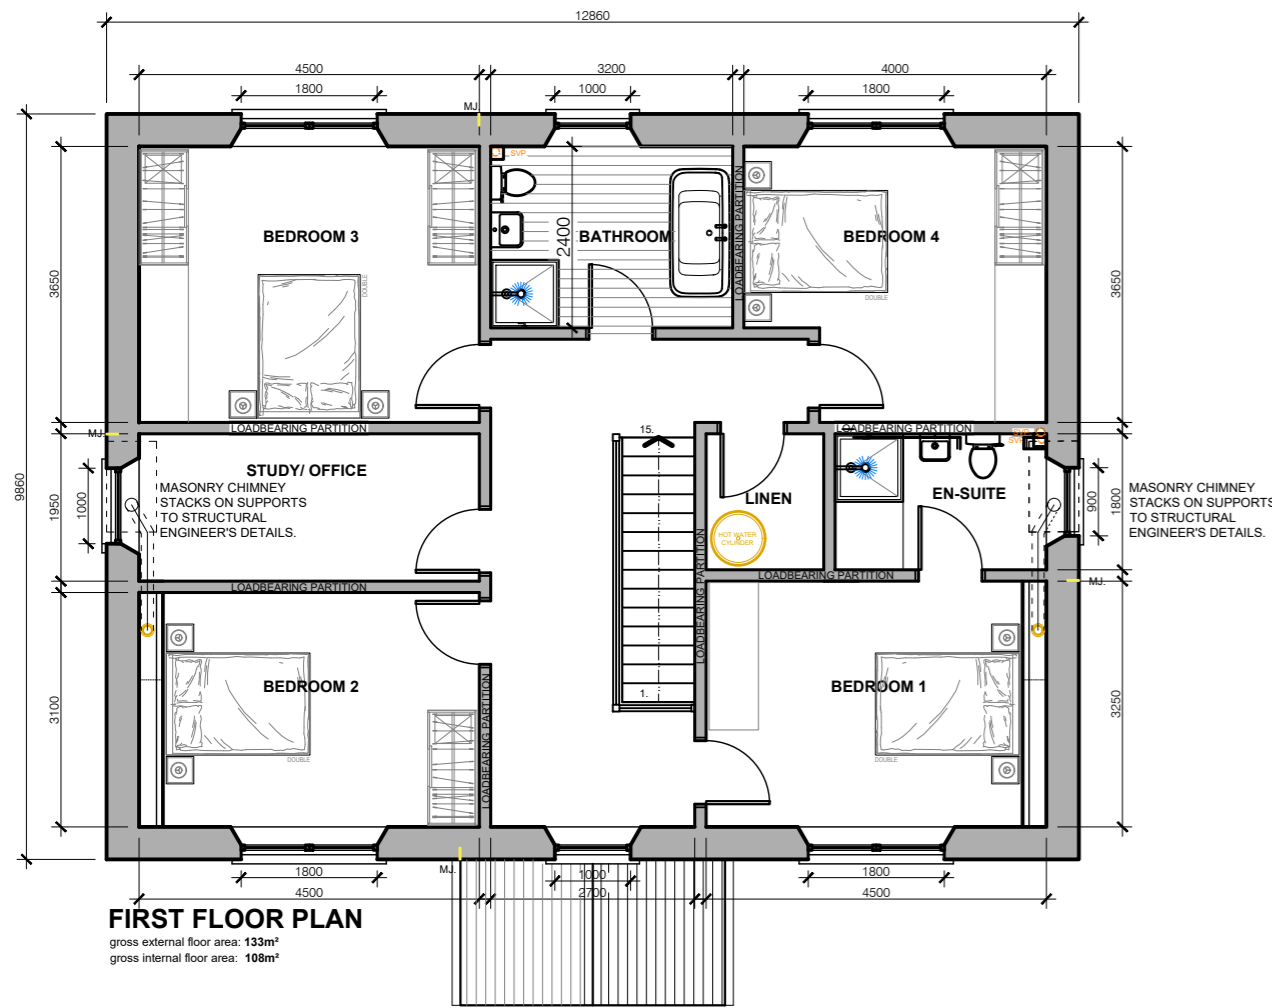 12860
4500
3200
4000
1800
1000
1800
MJ.
SVP
BEDROOM 3
BATHROOM
BEDROOM 4
2400
LOADBEARING PARTITION
3650
3650
DOUBLE
DOUBLE
LOADBEARING PARTITION
LOADBEARING PARTITION
MJ.
15.
SVP
STUDY/ OFFICE
MASONRY CHIMNEY
STACKS ON SUPPORTS
TO STRUCTURAL
ENGINEER'S DETAILS.
LINEN
EN-SUITE
MASONRY CHIMNEY
STACKS ON SUPPORTS
TO STRUCTURAL
ENGINEER'S DETAILS.
9860
1950
1000
900
1800
HOT WATER
CYLINDER
LOADBEARING PARTITION
LOADBEARING PARTITION
LOADBEARING PARTITION
MJ.
BEDROOM 2
1.
BEDROOM 1
3100
3250
LOADBEARING PARTITION
DOUBLE
DOUBLE
MJ.
1800
1000
1800
4500
2700
4500
FIRST FLOOR PLAN
gross external floor area: 133m²
gross internal floor area: 108m²